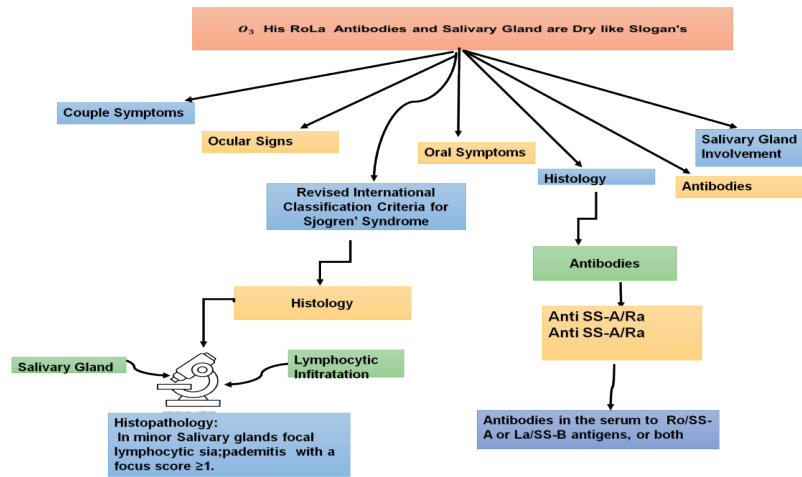 O₃ His RoLa Antibodies and Salivary Gland are Dry like Slogan's
Couple Symptoms
Ocular Signs
Oral Symptoms
Salivary Gland
Involvement
Histology
Antibodies
Revised International
Classification Criteria for
Sjogren' Syndrome
Antibodies
Histology
Anti SS-A/Ra
Anti SS-A/Ra
Salivary Gland
Lymphocytic
Infitratation
Histopathology:
In minor Salivary glands focal
lymphocytic sia;pademitis with a
focus score ≥1.
Antibodies in the serum to Ro/SS-
A or La/SS-B antigens, or both